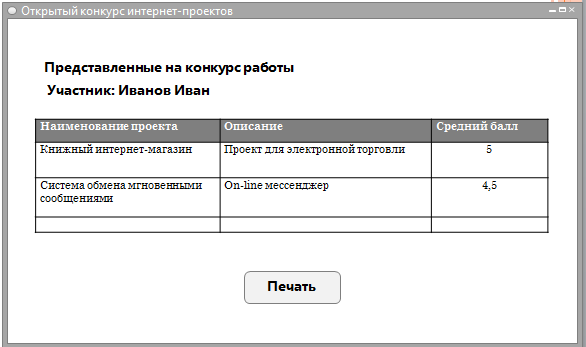 Открытый конкурс интернет-проектов
Представленные на конкурс работы
Участник: Иванов Иван
Наименование проекта Описание Средний балл
Книжный интернет-магазин Проект для электронной торговли 5
Система обмена мгновенными On-line мессенджер 4,5
сообщениями
Печать